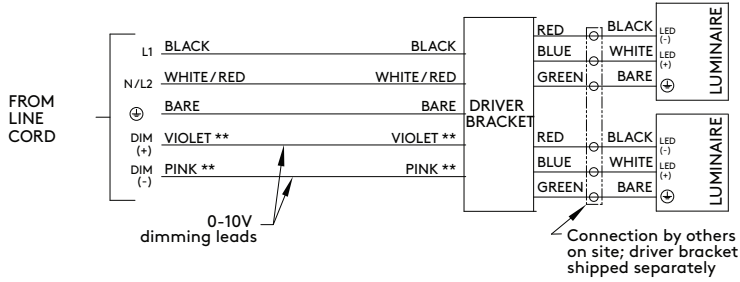 FROM
LINE
CORD
L1 BLACK BLACK
N/L2 WHITE/RED WHITE/RED
BARE BARE
DIM
(+) VIOLET ** VIOLET **
DIM
(-) PINK ** PINK **
0-10V
dimming leads
DRIVER
BRACKET
RED BLACK LED
(-)
BLUE WHITE LED
(+)
GREEN BARE
LUMINAIRE
RED BLACK LED
(-)
BLUE WHITE LED
(+)
GREEN BARE
LUMINAIRE
Connection by others
on site; driver bracket
shipped separately